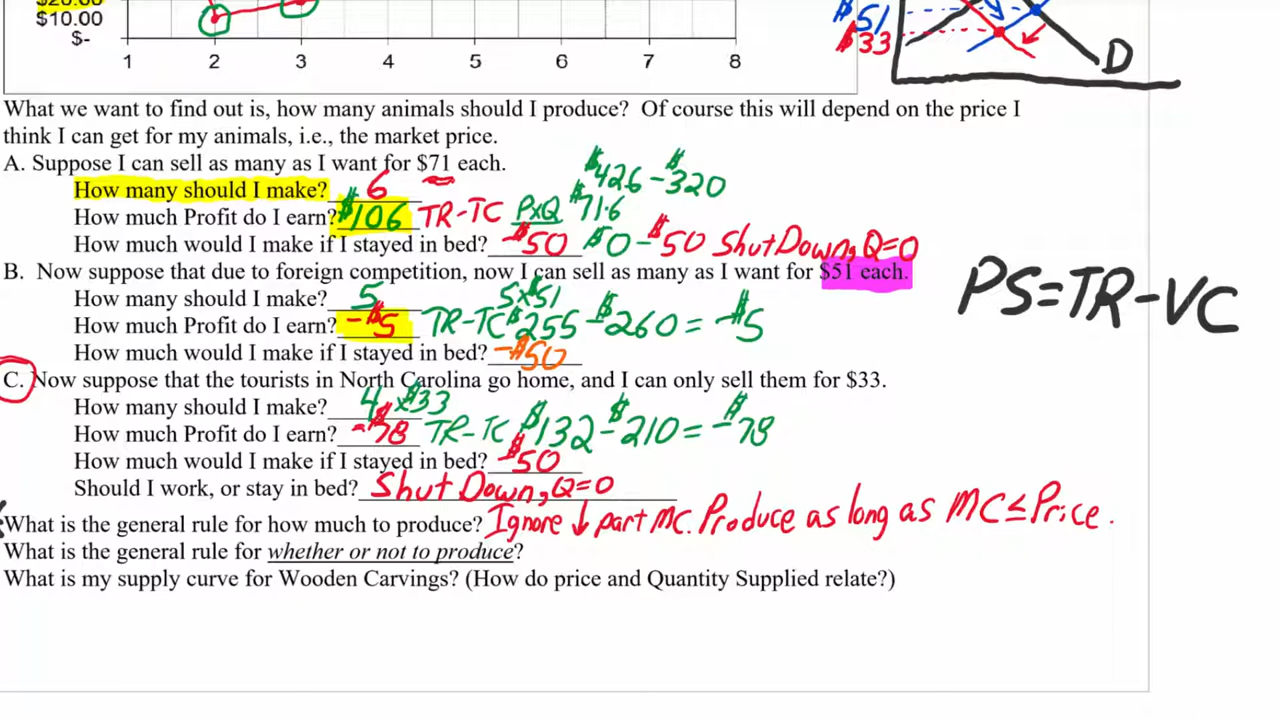 $20.00
$10.00
$-
1 2 3 4 5 6 7 8
$51
$33
D
What we want to find out is, how many animals should I produce? Of course this will depend on the price I
think I can get for my animals, i.e., the market price.
A. Suppose I can sell as many as I want for $71 each.
$426 - $320
How many should I make? 6
How much Profit do I earn? $106 TR-TC PxQ $71·6
How much would I make if I stayed in bed? -$50 $0 - $50 Shut Down, Q=0
B. Now suppose that due to foreign competition, now I can sell as many as I want for $51 each.
How many should I make? 5 5x$51
How much Profit do I earn? -$5 TR-TC $255 - $260 = -$5
How much would I make if I stayed in bed? -$50
PS=TR-VC
C. Now suppose that the tourists in North Carolina go home, and I can only sell them for $33.
How many should I make? 4 x$33
How much Profit do I earn? -$78 TR-TC $132 - $210 = -$78
How much would I make if I stayed in bed? -$50
Should I work, or stay in bed? Shut Down, Q=0
What is the general rule for how much to produce? Ignore ↓ part MC. Produce as long as MC ≤ Price.
What is the general rule for whether or not to produce?
What is my supply curve for Wooden Carvings? (How do price and Quantity Supplied relate?)